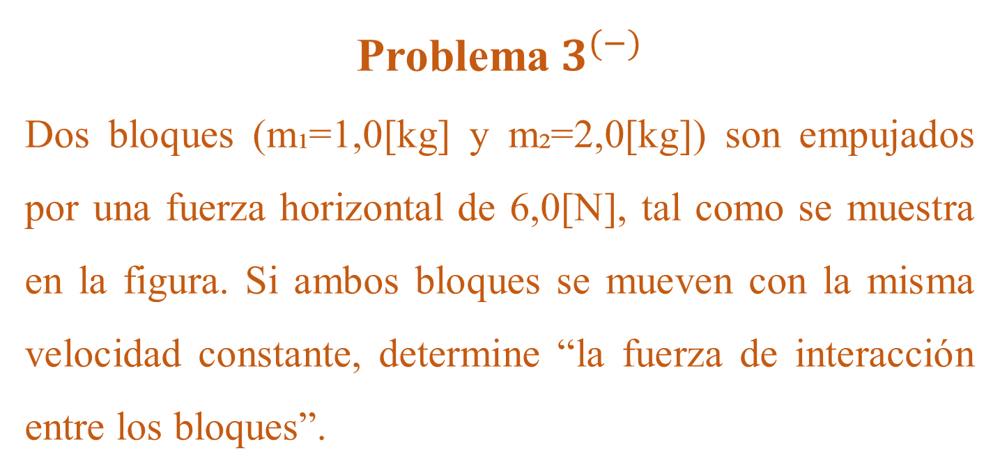 Problema 3⁽⁻⁾
Dos bloques (m₁=1,0[kg] y m₂=2,0[kg]) son empujados
por una fuerza horizontal de 6,0[N], tal como se muestra
en la figura. Si ambos bloques se mueven con la misma
velocidad constante, determine “la fuerza de interacción
entre los bloques”.